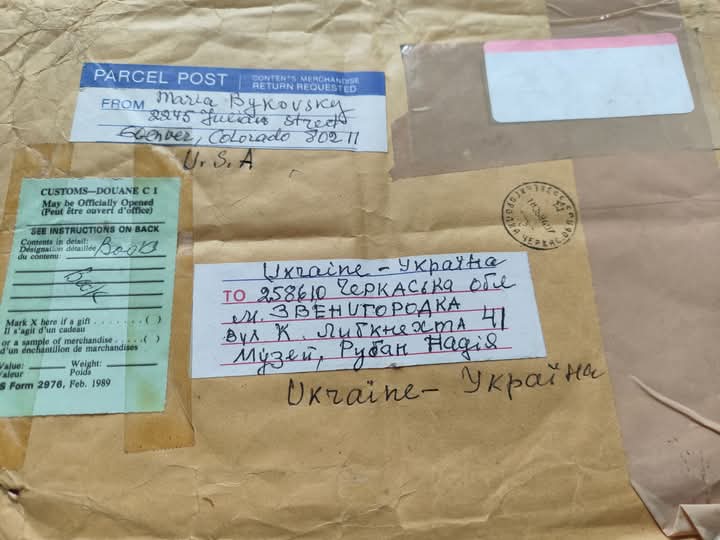 PARCEL POST
CONTENTS MERCHANDISE
RETURN REQUESTED
FROM Maria Bykovsky
2245 Julian Street
Denver, Colorado 80211
U.S.A
CUSTOMS—DOUANE C 1
May be Officially Opened
(Peut être ouvert d'office)
SEE INSTRUCTIONS ON BACK
Contents in detail: Book
Désignation détaillée
du contenu:
Book
Mark X here if a gift ( )
Il s'agit d'un cadeau
or a sample of merchandise ( )
d'un échantillon de marchandises
Value: Weight:
Valeur Poids
S Form 2976, Feb. 1989
Ukraine - Україна
TO 258610 Черкаська обл
м. ЗВЕНИГОРОДКА
вул К. Лібкнехта 41
Музей, Рубан Надія
Ukraine - Україна